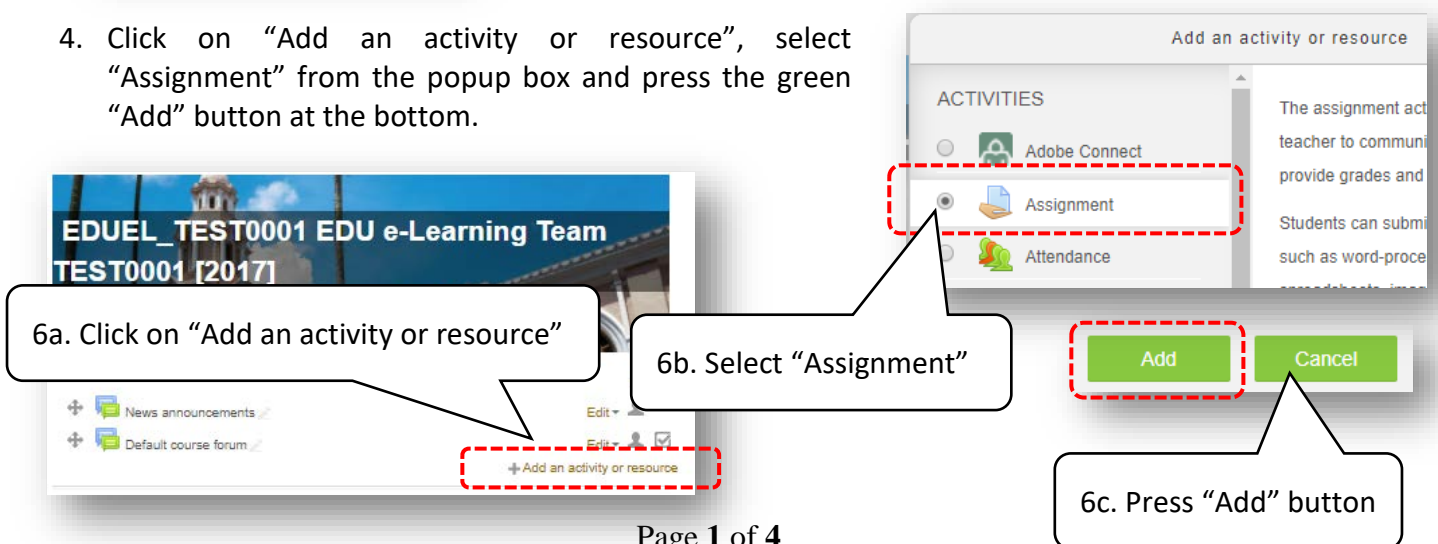 4. Click on “Add an activity or resource”, select
“Assignment” from the popup box and press the green
“Add” button at the bottom.
Add an activity or resource
ACTIVITIES
Adobe Connect
Assignment
Attendance
The assignment act
teacher to communi
provide grades and
Students can submi
such as word-proce
EDUEL_TEST0001 EDU e-Learning Team
TEST0001 [2017]
6a. Click on “Add an activity or resource”
6b. Select “Assignment”
Add
Cancel
News announcements
Edit
Default course forum
Edit
+Add an activity or resource
6c. Press “Add” button
Page 1 of 4